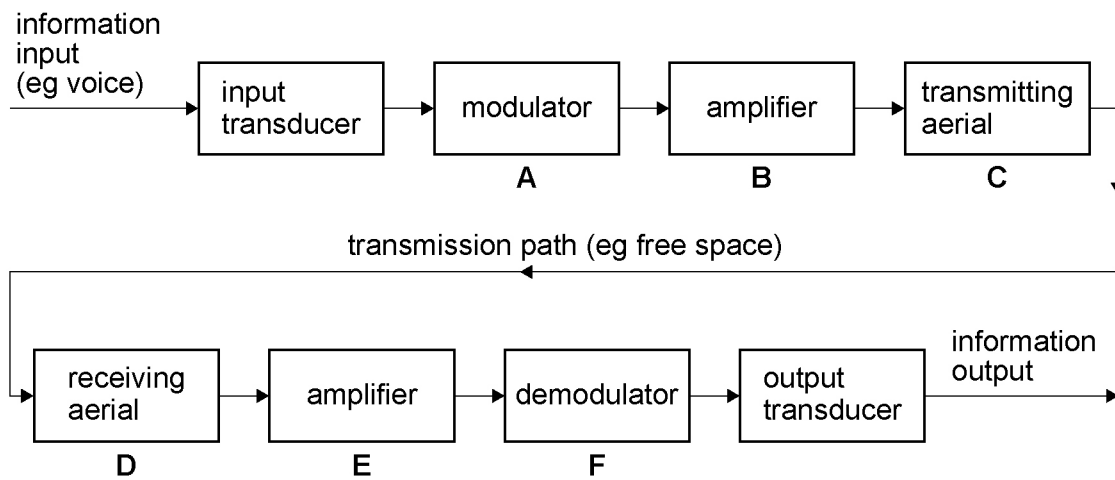 information
input
(eg voice)
input
transducer
modulator
amplifier
transmitting
aerial
A
B
C
transmission path (eg free space)
receiving
aerial
amplifier
demodulator
output
transducer
information
output
D
E
F